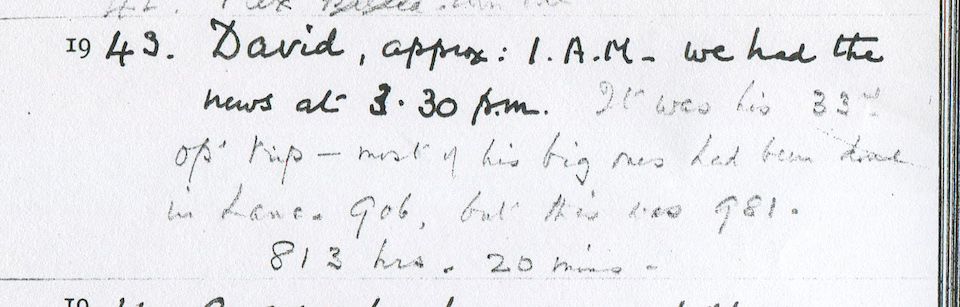 1943. David, approx: 1.A.M- we had the
news at 3.30 p.m. It was his 33rd
op' trip - most of his big ones had been done
in Lanc. 906, but this was 981.
813 hrs. 20 mins.
19